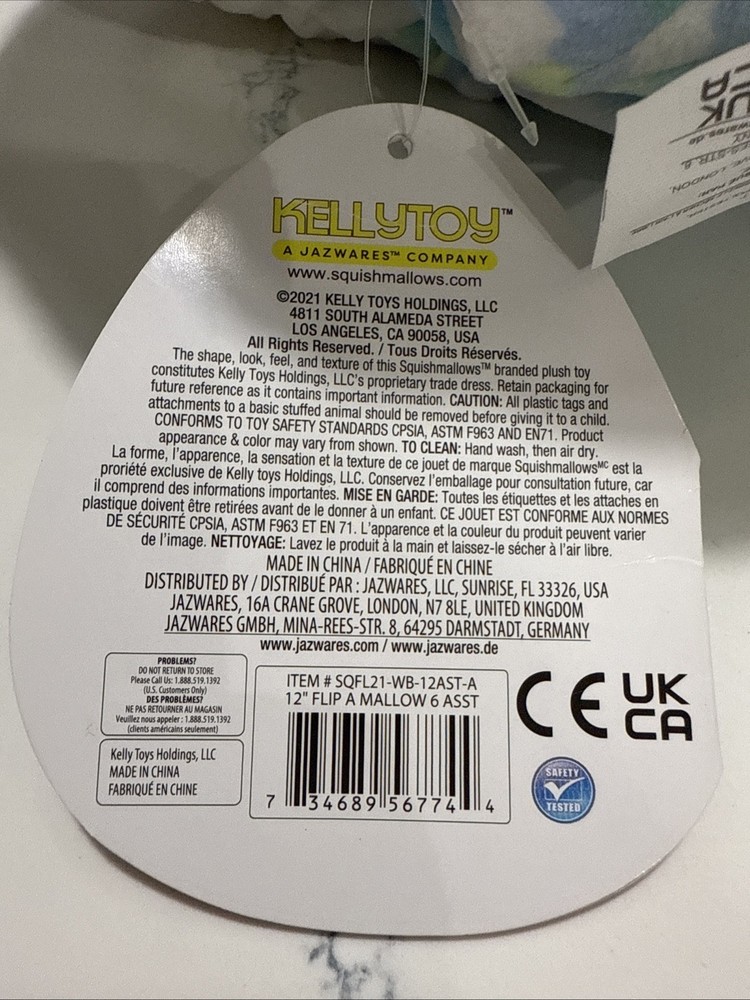 KELLYTOY™
A JAZWARES™ COMPANY
www.squishmallows.com
©2021 KELLY TOYS HOLDINGS, LLC
4811 SOUTH ALAMEDA STREET
LOS ANGELES, CA 90058, USA
All Rights Reserved. / Tous Droits Réservés.
The shape, look, feel, and texture of this Squishmallows™ branded plush toy
constitutes Kelly Toys Holdings, LLC's proprietary trade dress. Retain packaging for
future reference as it contains important information. CAUTION: All plastic tags and
attachments to a basic stuffed animal should be removed before giving it to a child.
CONFORMS TO TOY SAFETY STANDARDS CPSIA, ASTM F963 AND EN71. Product
appearance & color may vary from shown. TO CLEAN: Hand wash, then air dry.
La forme, l'apparence, la sensation et la texture de ce jouet de marque Squishmallowsᴹᶜ est la
proriété exclusive de Kelly toys Holdings, LLC. Conservez l'emballage pour consultation future, car
il comprend des informations importantes. MISE EN GARDE: Toutes les étiquettes et les attaches en
plastique doivent être retirées avant de le donner à un enfant. CE JOUET EST CONFORME AUX NORMES
DE SÉCURITÉ CPSIA, ASTM F963 ET EN 71. L'apparence et la couleur du produit peuvent varier
de l'image. NETTOYAGE: Lavez le produit à la main et laissez-le sécher à l'air libre.
MADE IN CHINA / FABRIQUÉ EN CHINE
DISTRIBUTED BY / DISTRIBUÉ PAR : JAZWARES, LLC, SUNRISE, FL 33326, USA
JAZWARES, 16A CRANE GROVE, LONDON, N7 8LE, UNITED KINGDOM
JAZWARES GMBH, MINA-REES-STR. 8, 64295 DARMSTADT, GERMANY
www.jazwares.com / www.jazwares.de
PROBLEMS?
DO NOT RETURN TO STORE
Please Call Us: 1.888.519.1392
(U.S. Customers Only)
DES PROBLÈMES?
NE PAS RETOURNER AU MAGASIN
Veuillez nous appeler : 1.888.519.1392
(clients américains seulement)
Kelly Toys Holdings, LLC
MADE IN CHINA
FABRIQUÉ EN CHINE
ITEM # SQFL21-WB-12AST-A
12" FLIP A MALLOW 6 ASST
7 34689 56774 4
CE
UK
CA
SAFETY
TESTED
UK
CA
LONDON,